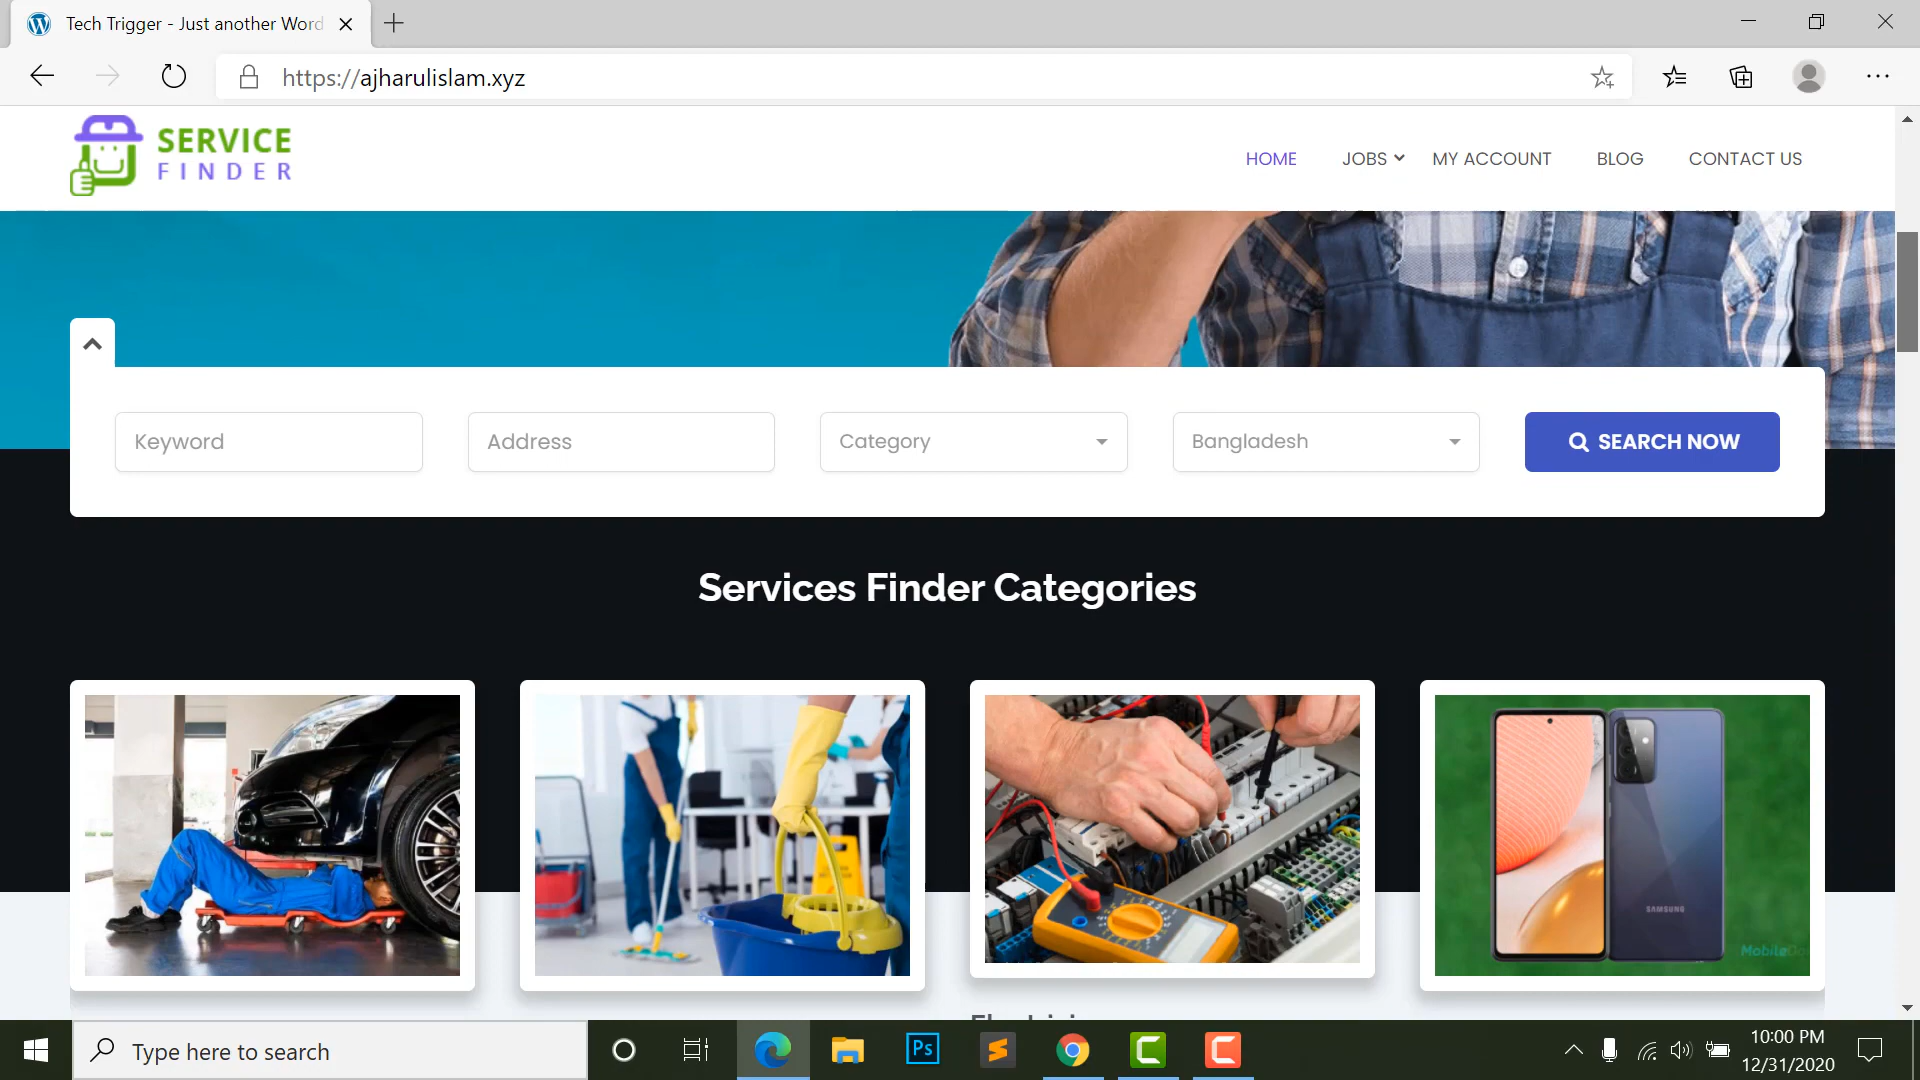 Tech Trigger - Just another Word
https://ajharulislam.xyz
SERVICE
FINDER
HOME
JOBS
MY ACCOUNT
BLOG
CONTACT US
Keyword
Address
Category
Bangladesh
SEARCH NOW
Services Finder Categories
SAMSUNG
Ps
Type here to search
10:00 PM
12/31/2020